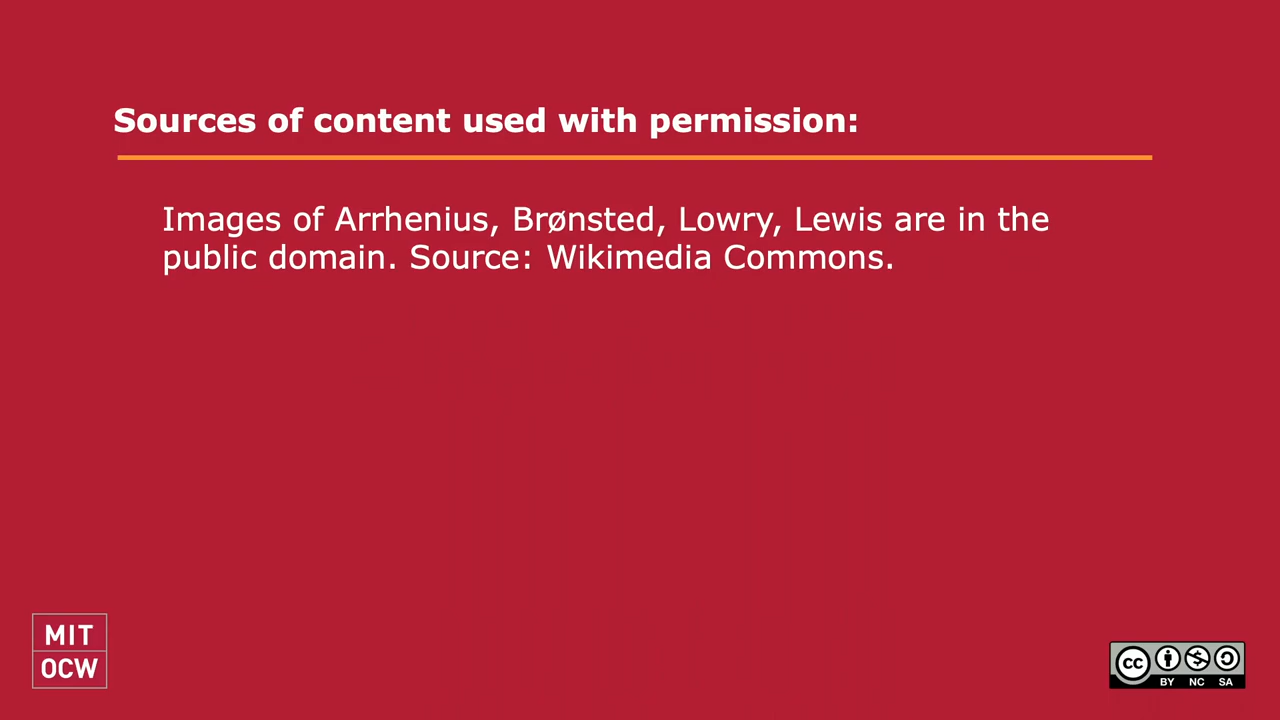 Sources of content used with permission:
Images of Arrhenius, Brønsted, Lowry, Lewis are in the
public domain. Source: Wikimedia Commons.
MIT
OCW
cc
BY NC SA